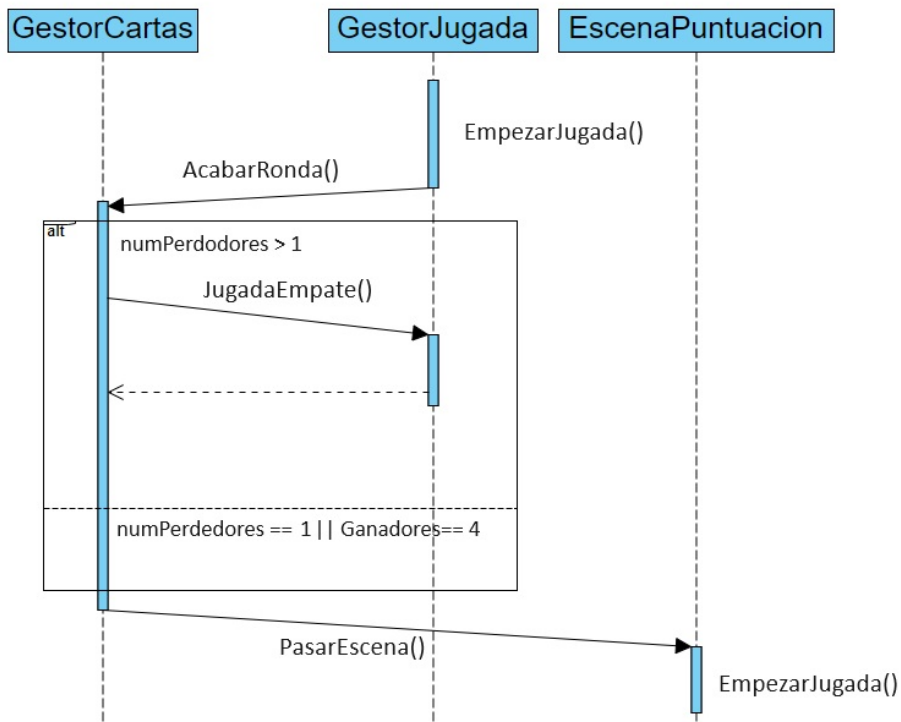 GestorCartas
GestorJugada
EscenaPuntuacion
EmpezarJugada()
AcabarRonda()
alt
numPerdodores > 1
JugadaEmpate()
numPerdedores == 1 || Ganadores== 4
PasarEscena()
EmpezarJugada()